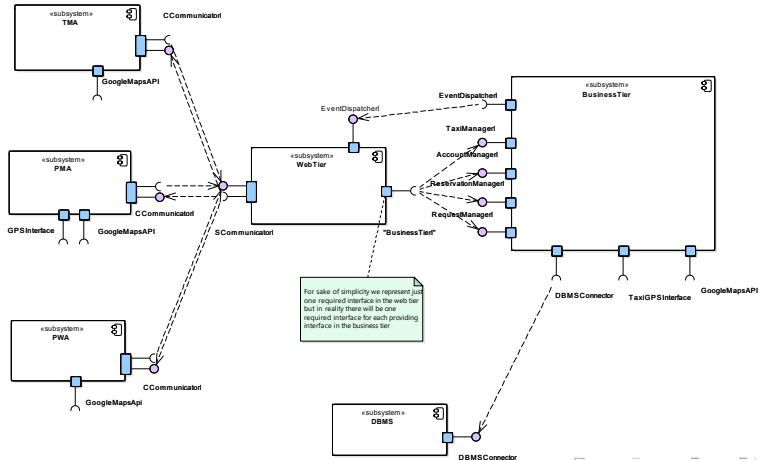 «subsystem»
TMA
CCommunicatorI
GoogleMapsAPI
«subsystem»
PMA
CCommunicatorI
GPSInterface
GoogleMapsAPI
«subsystem»
PWA
CCommunicatorI
GoogleMapsApi
EventDispatcherI
«subsystem»
WebTier
SCommunicatorI
"BusinessTierI"
For sake of simplicity we represent just
one required interface in the web tier
but in reality there will be one
required interface for each providing
interface in the business tier
EventDispatcherI
TaxiManagerI
AccountManagerI
ReservationManagerI
RequestManagerI
«subsystem»
BusinessTier
DBMSConnector
TaxiGPSInterface
GoogleMapsAPI
«subsystem»
DBMS
DBMSConnector